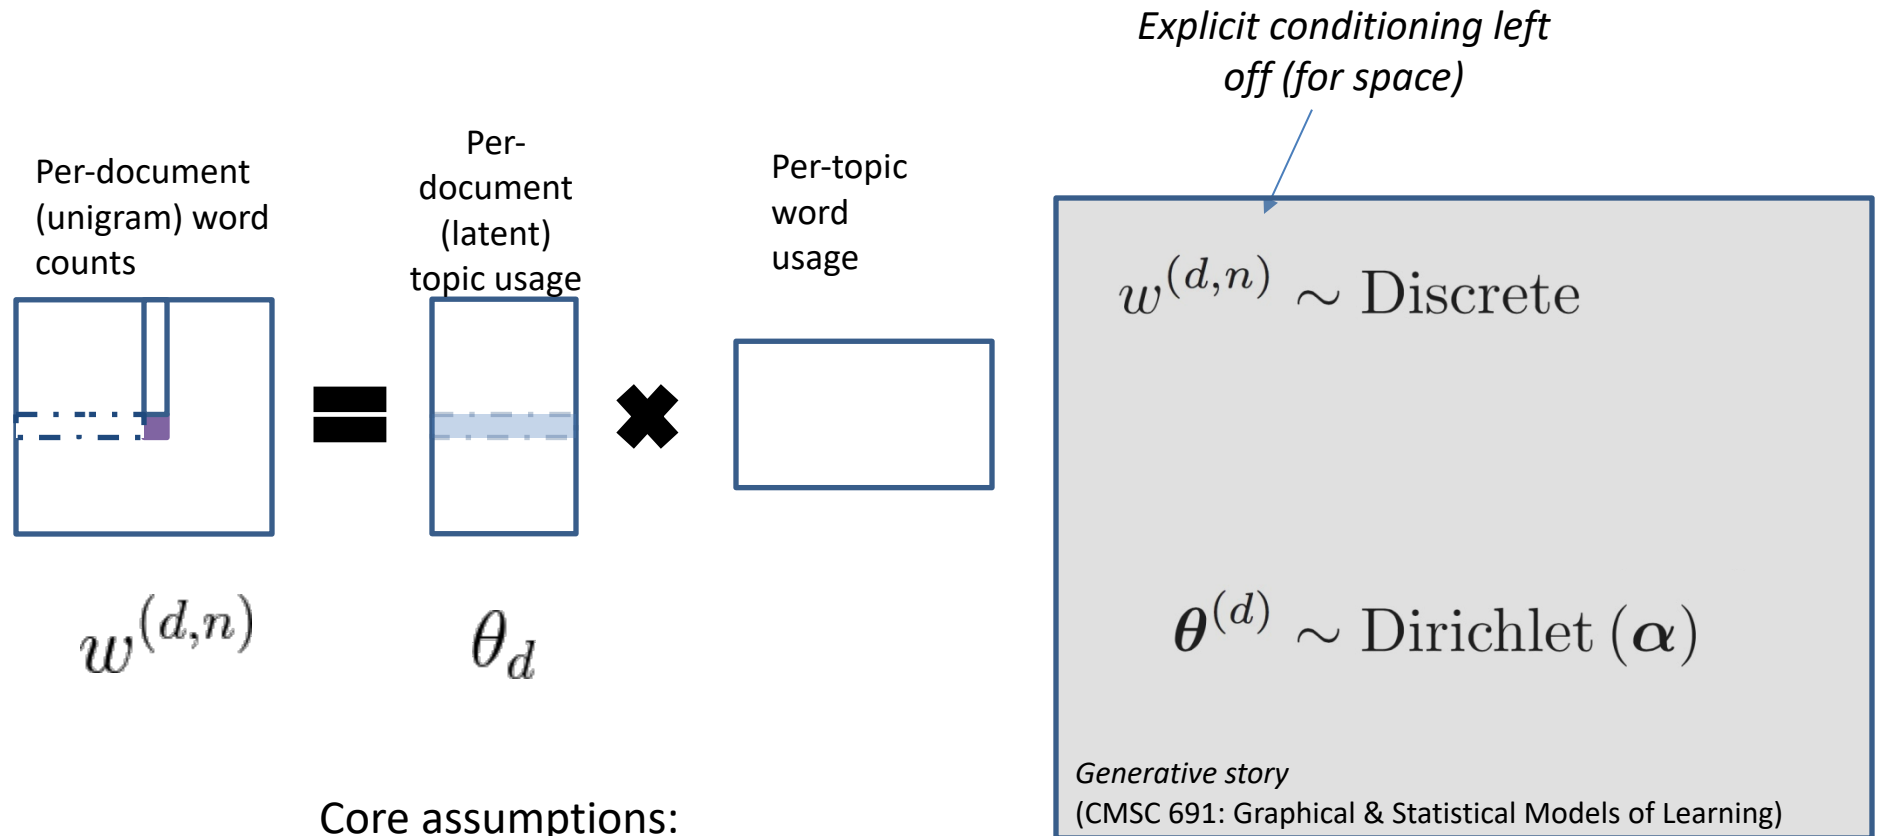 Explicit conditioning left
off (for space)
Per-document
(unigram) word
counts
Per-
document
(latent)
topic usage
Per-topic
word
usage
=
✖
w^{(d,n)}
θ_d
w^{(d,n)} ∼ Discrete
θ^{(d)} ∼ Dirichlet (α)
Core assumptions:
Generative story
(CMSC 691: Graphical & Statistical Models of Learning)